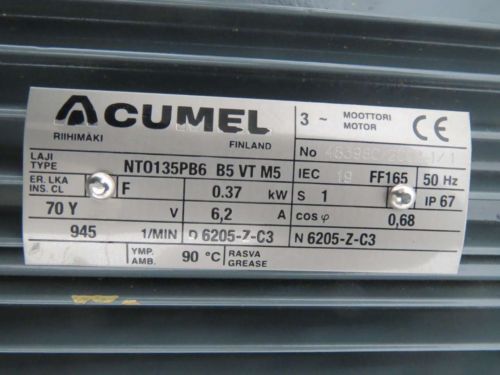 ACUMEL
RIIHIMÄKI FINLAND
3 ~ MOOTTORI
MOTOR
CE
No
LAJI
TYPE NTO135PB6 B5 VT M5
IEC 19 FF165 50 Hz
ER. LKA
INS. CL F 0.37 kW S 1 IP 67
70 Y V 6,2 A cos φ 0,68
945 1/MIN D 6205-Z-C3 N 6205-Z-C3
YMP.
AMB. 90 °C
RASVA
GREASE